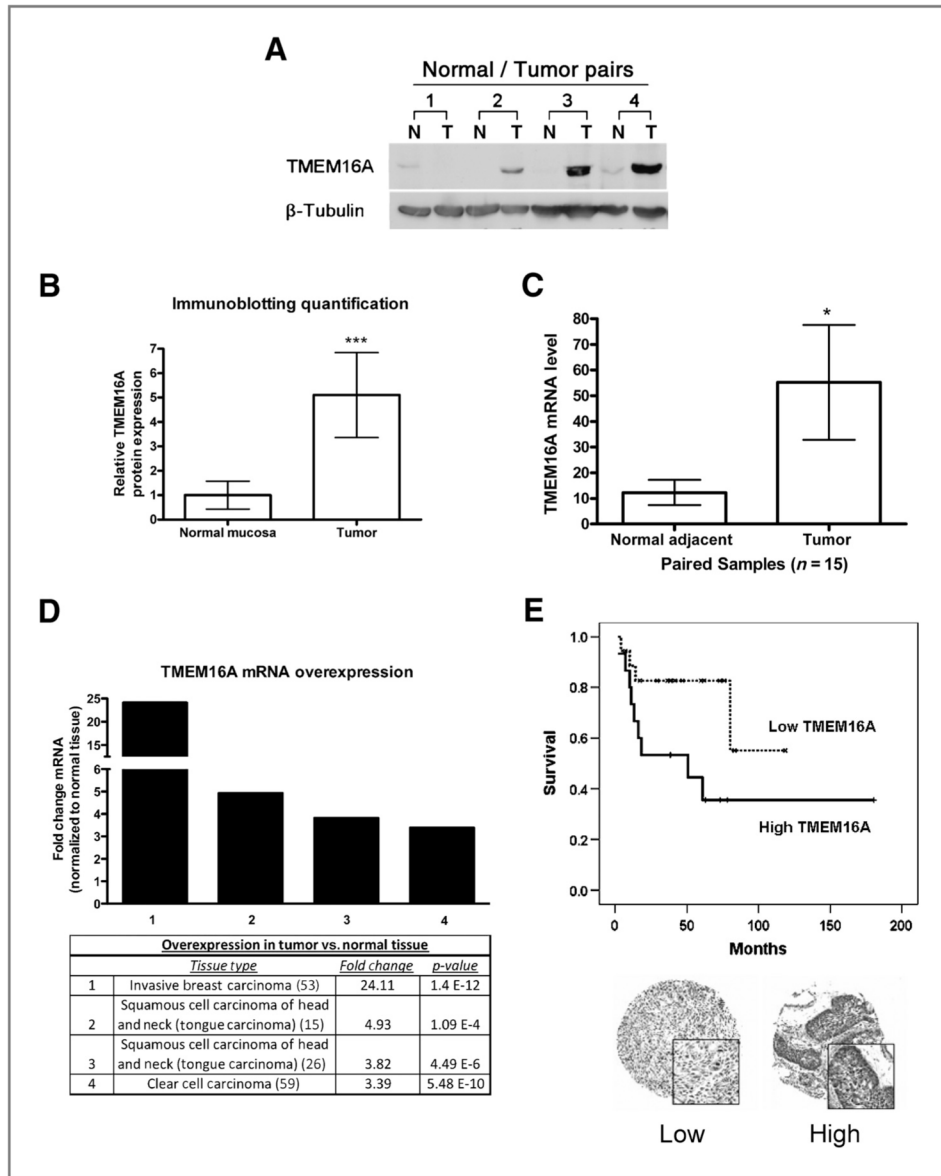 A
Normal / Tumor pairs
1 2 3 4
N T N T N T N T
TMEM16A
β-Tubulin
B
Immunoblotting quantification
Relative TMEM16A
protein expression
7
6
5
4
3
2
1
0
***
Normal mucosa Tumor
C
TMEM16A mRNA level
80
70
60
50
40
30
20
10
0
*
Normal adjacent Tumor
Paired Samples (n = 15)
D
TMEM16A mRNA overexpression
Fold change mRNA
(normalized to normal tissue)
25
20
15
10
6
5
4
3
2
1
0
1 2 3 4
Overexpression in tumor vs. normal tissue
Tissue type Fold change p-value
1 Invasive breast carcinoma (53) 24.11 1.4 E-12
Squamous cell carcinoma of head
2 and neck (tongue carcinoma) (15) 4.93 1.09 E-4
Squamous cell carcinoma of head
3 and neck (tongue carcinoma) (26) 3.82 4.49 E-6
4 Clear cell carcinoma (59) 3.39 5.48 E-10
E
Survival
1.0
0.8
0.6
0.4
0.2
0.0
Low TMEM16A
High TMEM16A
0 50 100 150 200
Months
Low High